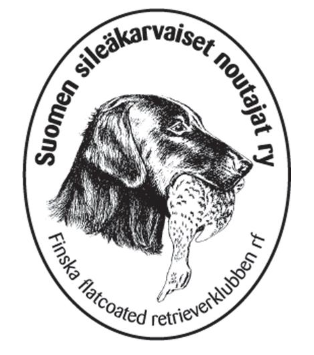 Suomen sileäkarvaiset noutajat ry
Finska flatcoated retrieverklubben rf